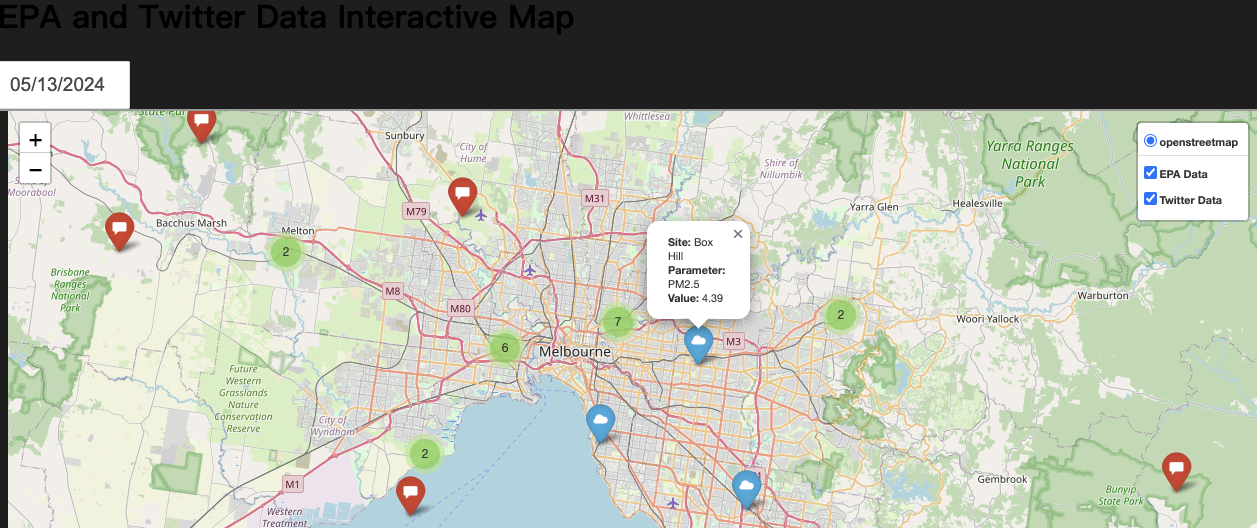 EPA and Twitter Data Interactive Map
05/13/2024
+
−
openstreetmap
EPA Data
Twitter Data
State
Whittlesea
Sunbury
City of
Hume
Shire of
Nillumbik
Yarra Ranges
National
Park
Moorabool
M79
M31
Yarra Glen
Healesville
Bacchus Marsh
Melton
2
×
Site: Box
Hill
Parameter:
PM2.5
Value: 4.39
Brisbane
Ranges
National
Park
M8
M80
7
2
Warburton
Woori Yallock
6
Melbourne
M3
Future
Western
Grasslands
Nature
Conservation
Reserve
City of
Wyndham
2
M1
Western
Treatment
Gembrook
Bunyip
State Park